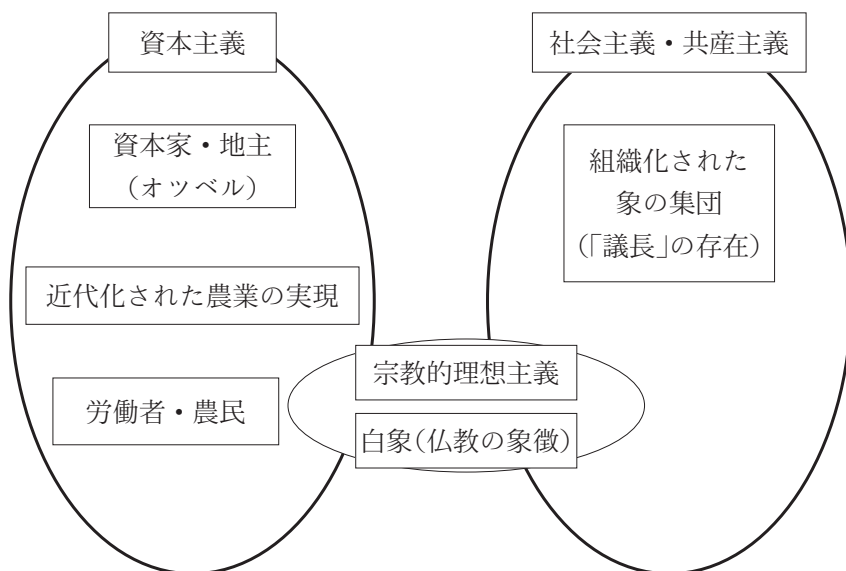 資本主義
資本家・地主
(オツベル)
近代化された農業の実現
労働者・農民
社会主義・共産主義
組織化された
象の集団
(「議長」の存在)
宗教的理想主義
白象(仏教の象徴)